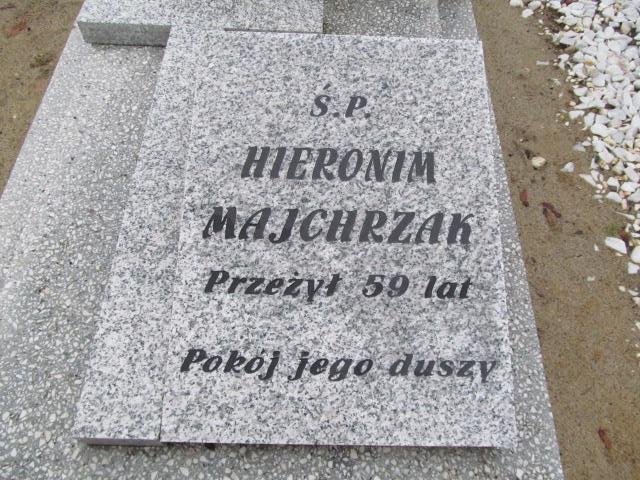 Ś.P.
HIERONIM
MAJCHRZAK
Przeżył 59 lat
Pokój jego duszy